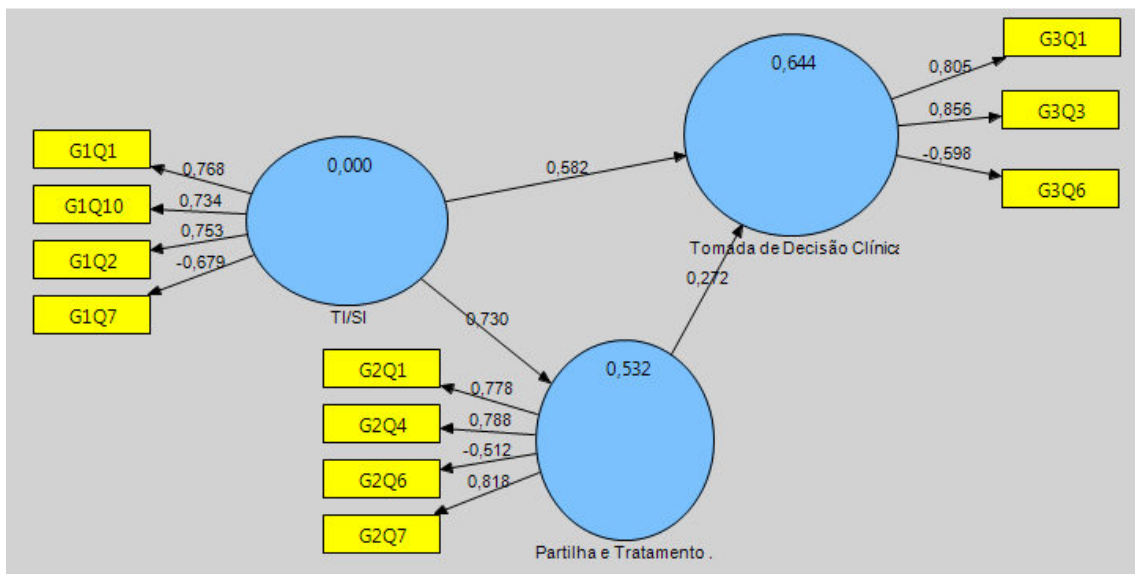 G3Q1
0,644
0,805
G3Q3
0,856
G1Q1
0,000
-0,598
0,768
0,582
G3Q6
G1Q10
0,734
G1Q2
0,753
Tomada de Decisão Clínica
-0,679
0,272
G1Q7
TI/SI
0,730
G2Q1
0,532
0,778
G2Q4
0,788
-0,512
G2Q6
0,818
G2Q7
Partilha e Tratamento .